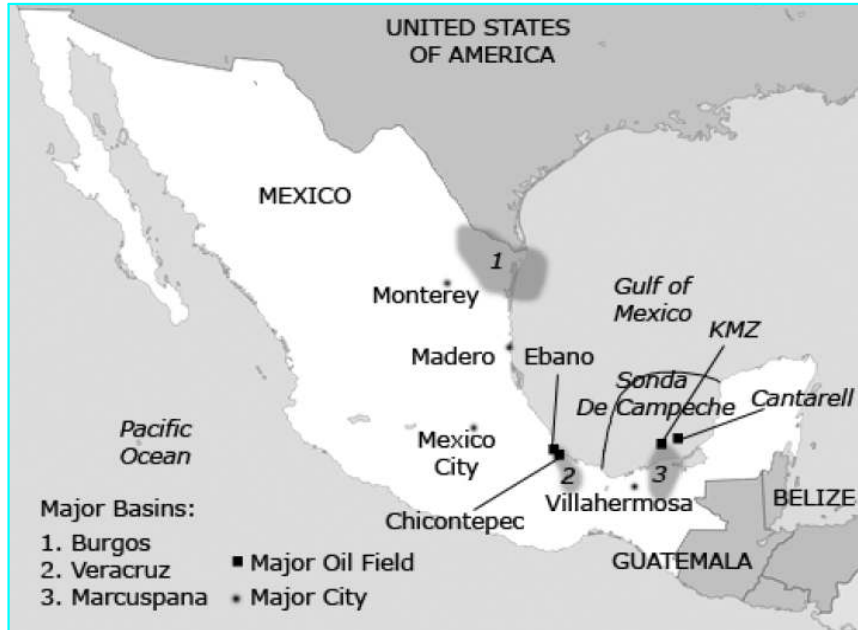 UNITED STATES
OF AMERICA
MEXICO
1
Monterey
Gulf of
Mexico
KMZ
Madero
Ebano
Sonda
De Campeche
Cantarell
Pacific
Ocean
Mexico
City
2
3
Villahermosa
Chicontepec
BELIZE
GUATEMALA
Major Basins:
1. Burgos
2. Veracruz
3. Marcuspana
Major Oil Field
Major City